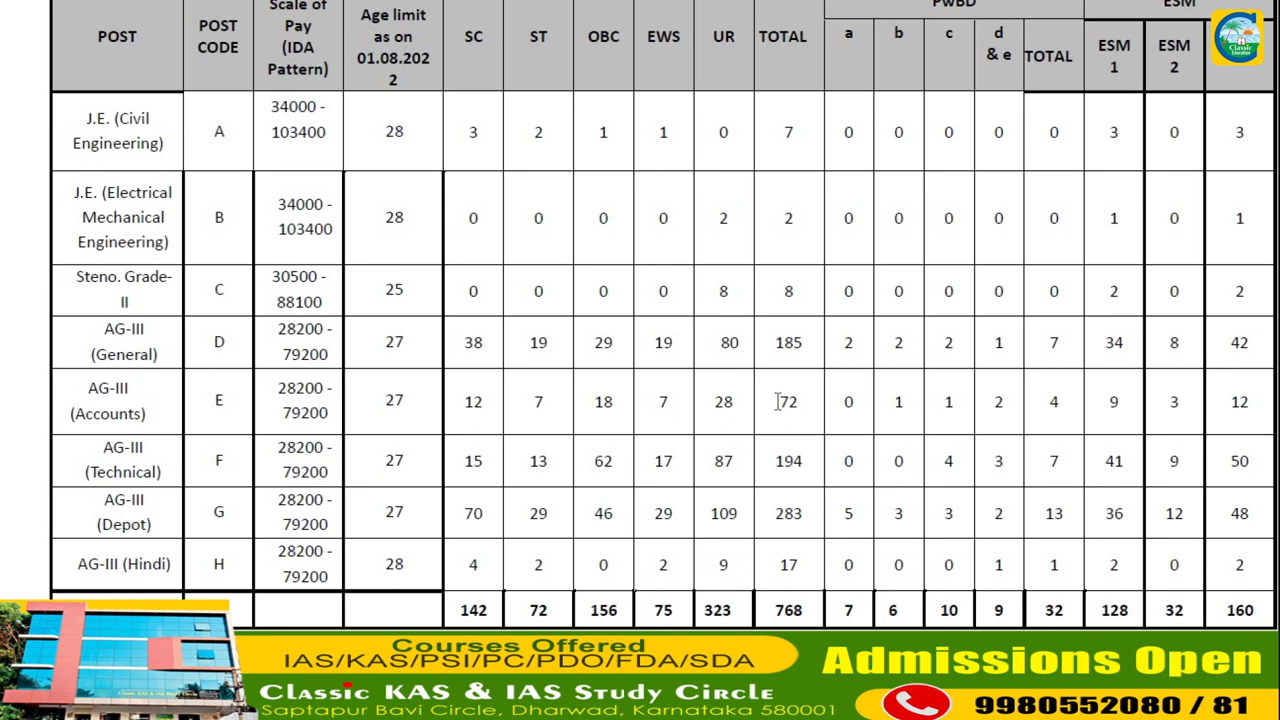 PwBD ESM
POST POST CODE Scale of Pay (IDA Pattern) Age limit as on 01.08.2022 SC ST OBC EWS UR TOTAL a b c d & e TOTAL ESM 1 ESM 2
Classic
Education
J.E. (Civil Engineering) A 34000 - 103400 28 3 2 1 1 0 7 0 0 0 0 0 3 0 3
J.E. (Electrical Mechanical Engineering) B 34000 - 103400 28 0 0 0 0 2 2 0 0 0 0 0 1 0 1
Steno. Grade-II C 30500 - 88100 25 0 0 0 0 8 8 0 0 0 0 0 2 0 2
AG-III (General) D 28200 - 79200 27 38 19 29 19 80 185 2 2 2 1 7 34 8 42
AG-III (Accounts) E 28200 - 79200 27 12 7 18 7 28 72 0 1 1 2 4 9 3 12
AG-III (Technical) F 28200 - 79200 27 15 13 62 17 87 194 0 0 4 3 7 41 9 50
AG-III (Depot) G 28200 - 79200 27 70 29 46 29 109 283 5 3 3 2 13 36 12 48
AG-III (Hindi) H 28200 - 79200 28 4 2 0 2 9 17 0 0 0 1 1 2 0 2
142 72 156 75 323 768 7 6 10 9 32 128 32 160
Courses Offered
IAS/KAS/PSI/PC/PDO/FDA/SDA
Classic KAS & IAS Study Circle
Saptapur Bavi Circle, Dharwad, Karnataka 580001
Admissions Open
9980552080 / 81